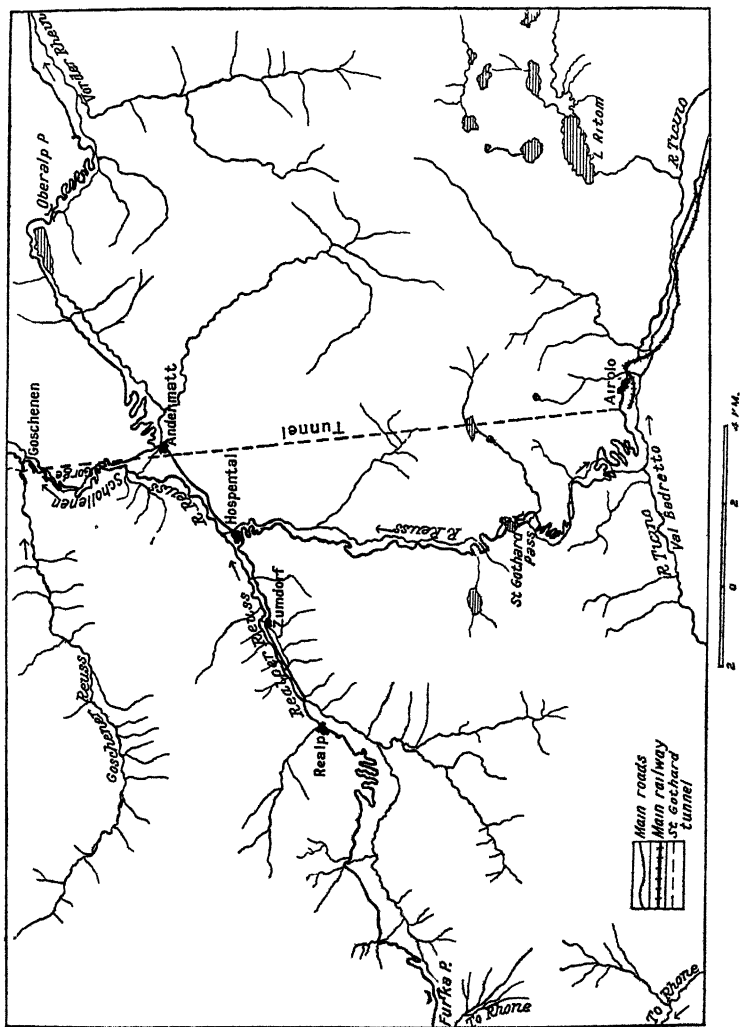 Vorder Rhein
Oberalp P
Goschenen
Schollenen
Gorge
Andermatt
R. Reuss
Hospental
Tunnel
L Ritom
R Ticino
Airolo
R. Reuss
St Gothard
Pass
R Ticino
Val Bedretto
Goschener Reuss
Realper Reuss
Zumdorf
Realp
Furka P.
To Rhone
To Rhone
Main roads
Main railway
St Gothard
tunnel
2 0 2 4 M.